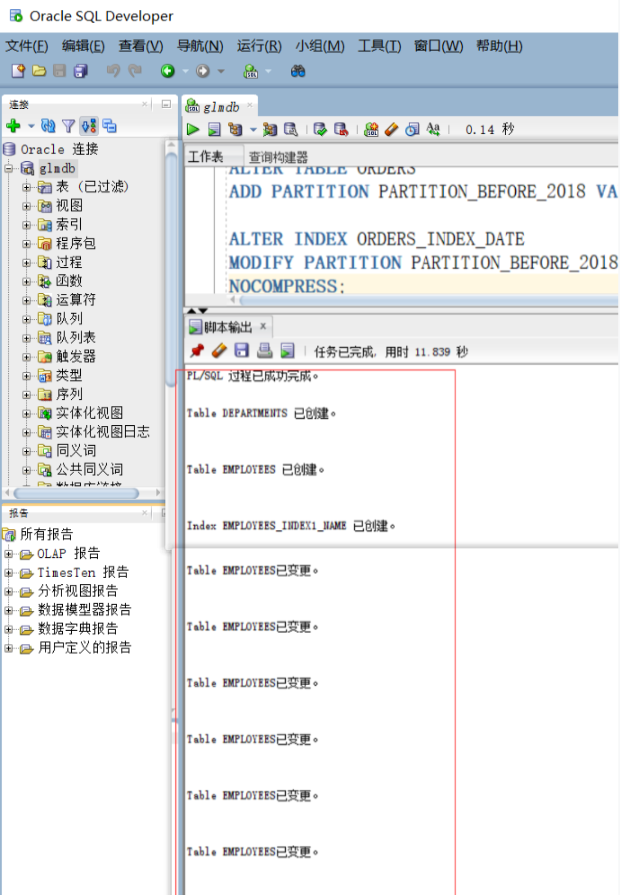 Oracle SQL Developer
文件(F) 编辑(E) 查看(V) 导航(N) 运行(R) 小组(M) 工具(T) 窗口(W) 帮助(H)
连接
Oracle 连接
glmdb
表 (已过滤)
视图
索引
程序包
过程
函数
运算符
队列
队列表
触发器
类型
序列
实体化视图
实体化视图日志
同义词
公共同义词
数据库链接
报告
所有报告
OLAP 报告
TimesTen 报告
分析视图报告
数据模型器报告
数据字典报告
用户定义的报告
glmdb
0.14 秒
工作表 查询构建器
ALTER TABLE ORDERS
ADD PARTITION PARTITION_BEFORE_2018 VA
ALTER INDEX ORDERS_INDEX_DATE
MODIFY PARTITION PARTITION_BEFORE_2018
NOCOMPRESS;
脚本输出
任务已完成, 用时 11.839 秒
PL/SQL 过程已成功完成。
Table DEPARTMENTS 已创建。
Table EMPLOYEES 已创建。
Index EMPLOYEES_INDEX1_NAME 已创建。
Table EMPLOYEES已变更。
Table EMPLOYEES已变更。
Table EMPLOYEES已变更。
Table EMPLOYEES已变更。
Table EMPLOYEES已变更。
Table EMPLOYEES已变更。